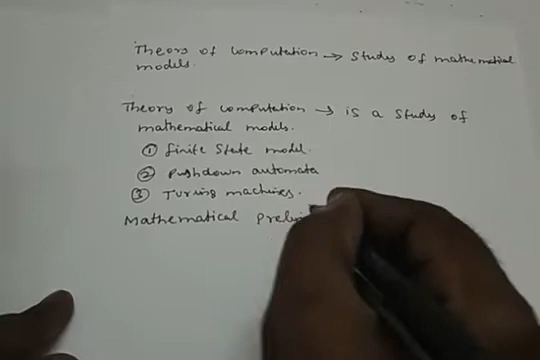 Theory of computation → Study of mathematical
models.
Theory of computation → is a study of
mathematical models.
① finite state model.
② Pushdown automata
③ Turing machines.
Mathematical